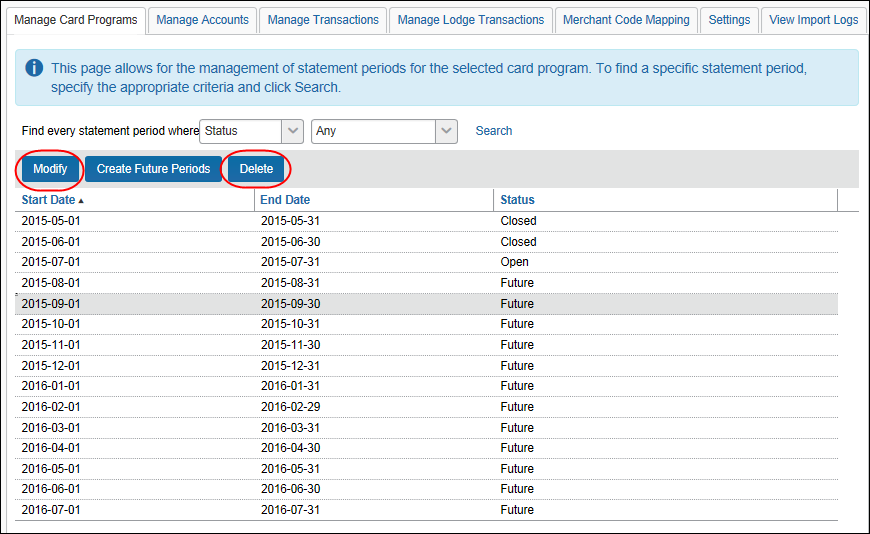 Manage Card Programs Manage Accounts Manage Transactions Manage Lodge Transactions Merchant Code Mapping Settings View Import Logs
This page allows for the management of statement periods for the selected card program. To find a specific statement period,
specify the appropriate criteria and click Search.
Find every statement period where Status Any Search
Modify Create Future Periods Delete
Start Date End Date Status
2015-05-01 2015-05-31 Closed
2015-06-01 2015-06-30 Closed
2015-07-01 2015-07-31 Open
2015-08-01 2015-08-31 Future
2015-09-01 2015-09-30 Future
2015-10-01 2015-10-31 Future
2015-11-01 2015-11-30 Future
2015-12-01 2015-12-31 Future
2016-01-01 2016-01-31 Future
2016-02-01 2016-02-29 Future
2016-03-01 2016-03-31 Future
2016-04-01 2016-04-30 Future
2016-05-01 2016-05-31 Future
2016-06-01 2016-06-30 Future
2016-07-01 2016-07-31 Future